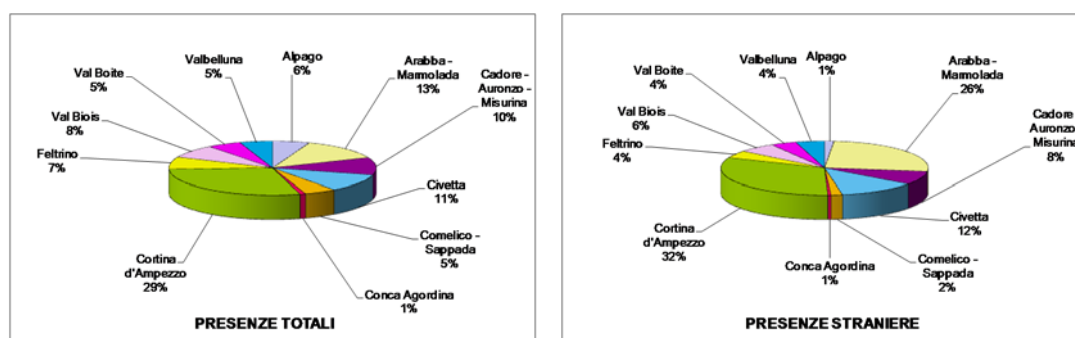 Alpago
6%
Arabba -
Marmolada
13%
Cadore -
Auronzo -
Misurina
10%
Civetta
11%
Comelico -
Sappada
5%
Conca Agordina
1%
Cortina
d'Ampezzo
29%
Feltrino
7%
Val Biois
8%
Val Boite
5%
Valbelluna
5%
PRESENZE TOTALI
Alpago
1%
Arabba -
Marmolada
26%
Cadore
Auronzo
Misurina
8%
Civetta
12%
Comelico -
Sappada
2%
Conca Agordina
1%
Cortina
d'Ampezzo
32%
Feltrino
4%
Val Biois
6%
Val Boite
4%
Valbelluna
4%
PRESENZE STRANIERE